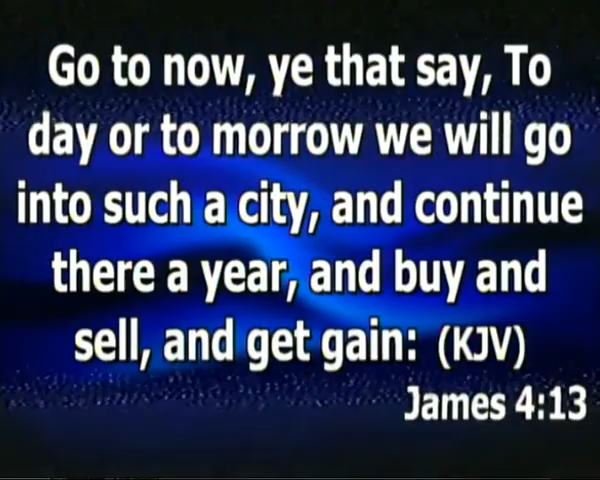 Go to now, ye that say, To
day or to morrow we will go
into such a city, and continue
there a year, and buy and
sell, and get gain: (KJV)
James 4:13